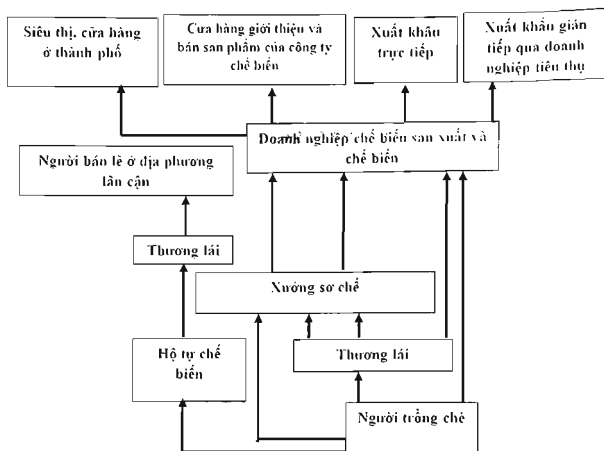 Siêu thị, cửa hàng
ở thành phố
Cửa hàng giới thiệu và
bán sản phẩm của công ty
chế biến
Xuất khẩu
trực tiếp
Xuất khẩu gián
tiếp qua doanh
nghiệp tiêu thụ
Doanh nghiệp chế biến sản xuất và
chế biến
Người bán lẻ ở địa phương
lân cận
Thương lái
Xưởng sơ chế
Hộ tự chế
biến
Thương lái
Người trồng chè